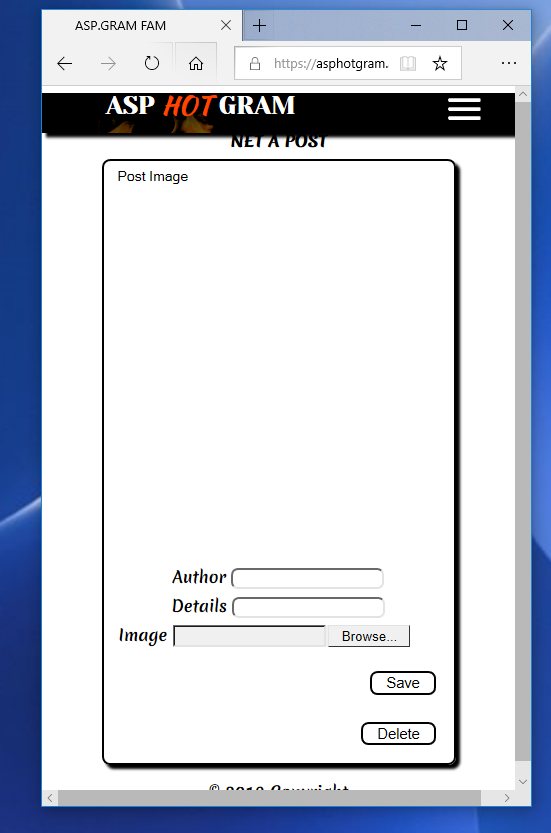 ASP.GRAM FAM
https://asphotgram.
ASP HOT GRAM
NET A POST
Post Image
Author
Details
Image Browse...
Save
Delete
Copyright